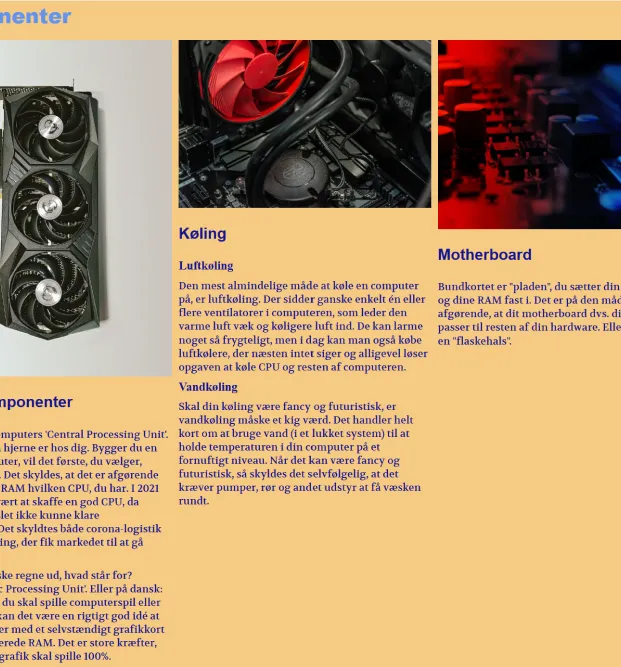 nenter
Køling
Luftkøling
Den mest almindelige måde at køle en computer
på, er luftkøling. Der sidder ganske enkelt én eller
flere ventilatorer i computeren, som leder den
varme luft væk og køligere luft ind. De kan larme
noget så frygteligt, men i dag kan man også købe
luftkølere, der næsten intet siger og alligevel løser
opgaven at køle CPU og resten af computeren.
Vandkøling
Skal din køling være fancy og futuristisk, er
vandkøling måske et kig værd. Det handler helt
kort om at bruge vand (i et lukket system) til at
holde temperaturen i din computer på et
fornuftigt niveau. Når det kan være fancy og
futuristisk, så skyldes det selvfølgelig, at det
kræver pumper, rør og andet udstyr at få væsken
rundt.
Motherboard
Bundkortet er "pladen", du sætter din
og dine RAM fast i. Det er på den måd
afgørende, at dit motherboard dvs. di
passer til resten af din hardware. Elle
en "flaskehals".
mponenter
omputers 'Central Processing Unit'.
hjerne er hos dig. Bygger du en
uter, vil det første, du vælger,
. Det skyldes, at det er afgørende
RAM hvilken CPU, du har. I 2021
vært at skaffe en god CPU, da
let ikke kunne klare
Det skyldtes både corona-logistik
ing, der fik markedet til at gå
ske regne ud, hvad står for?
c Processing Unit'. Eller på dansk:
du skal spille computerspil eller
kan det være en rigtigt god idé at
er med et selvstændigt grafikkort
erede RAM. Det er store kræfter,
grafik skal spille 100%.